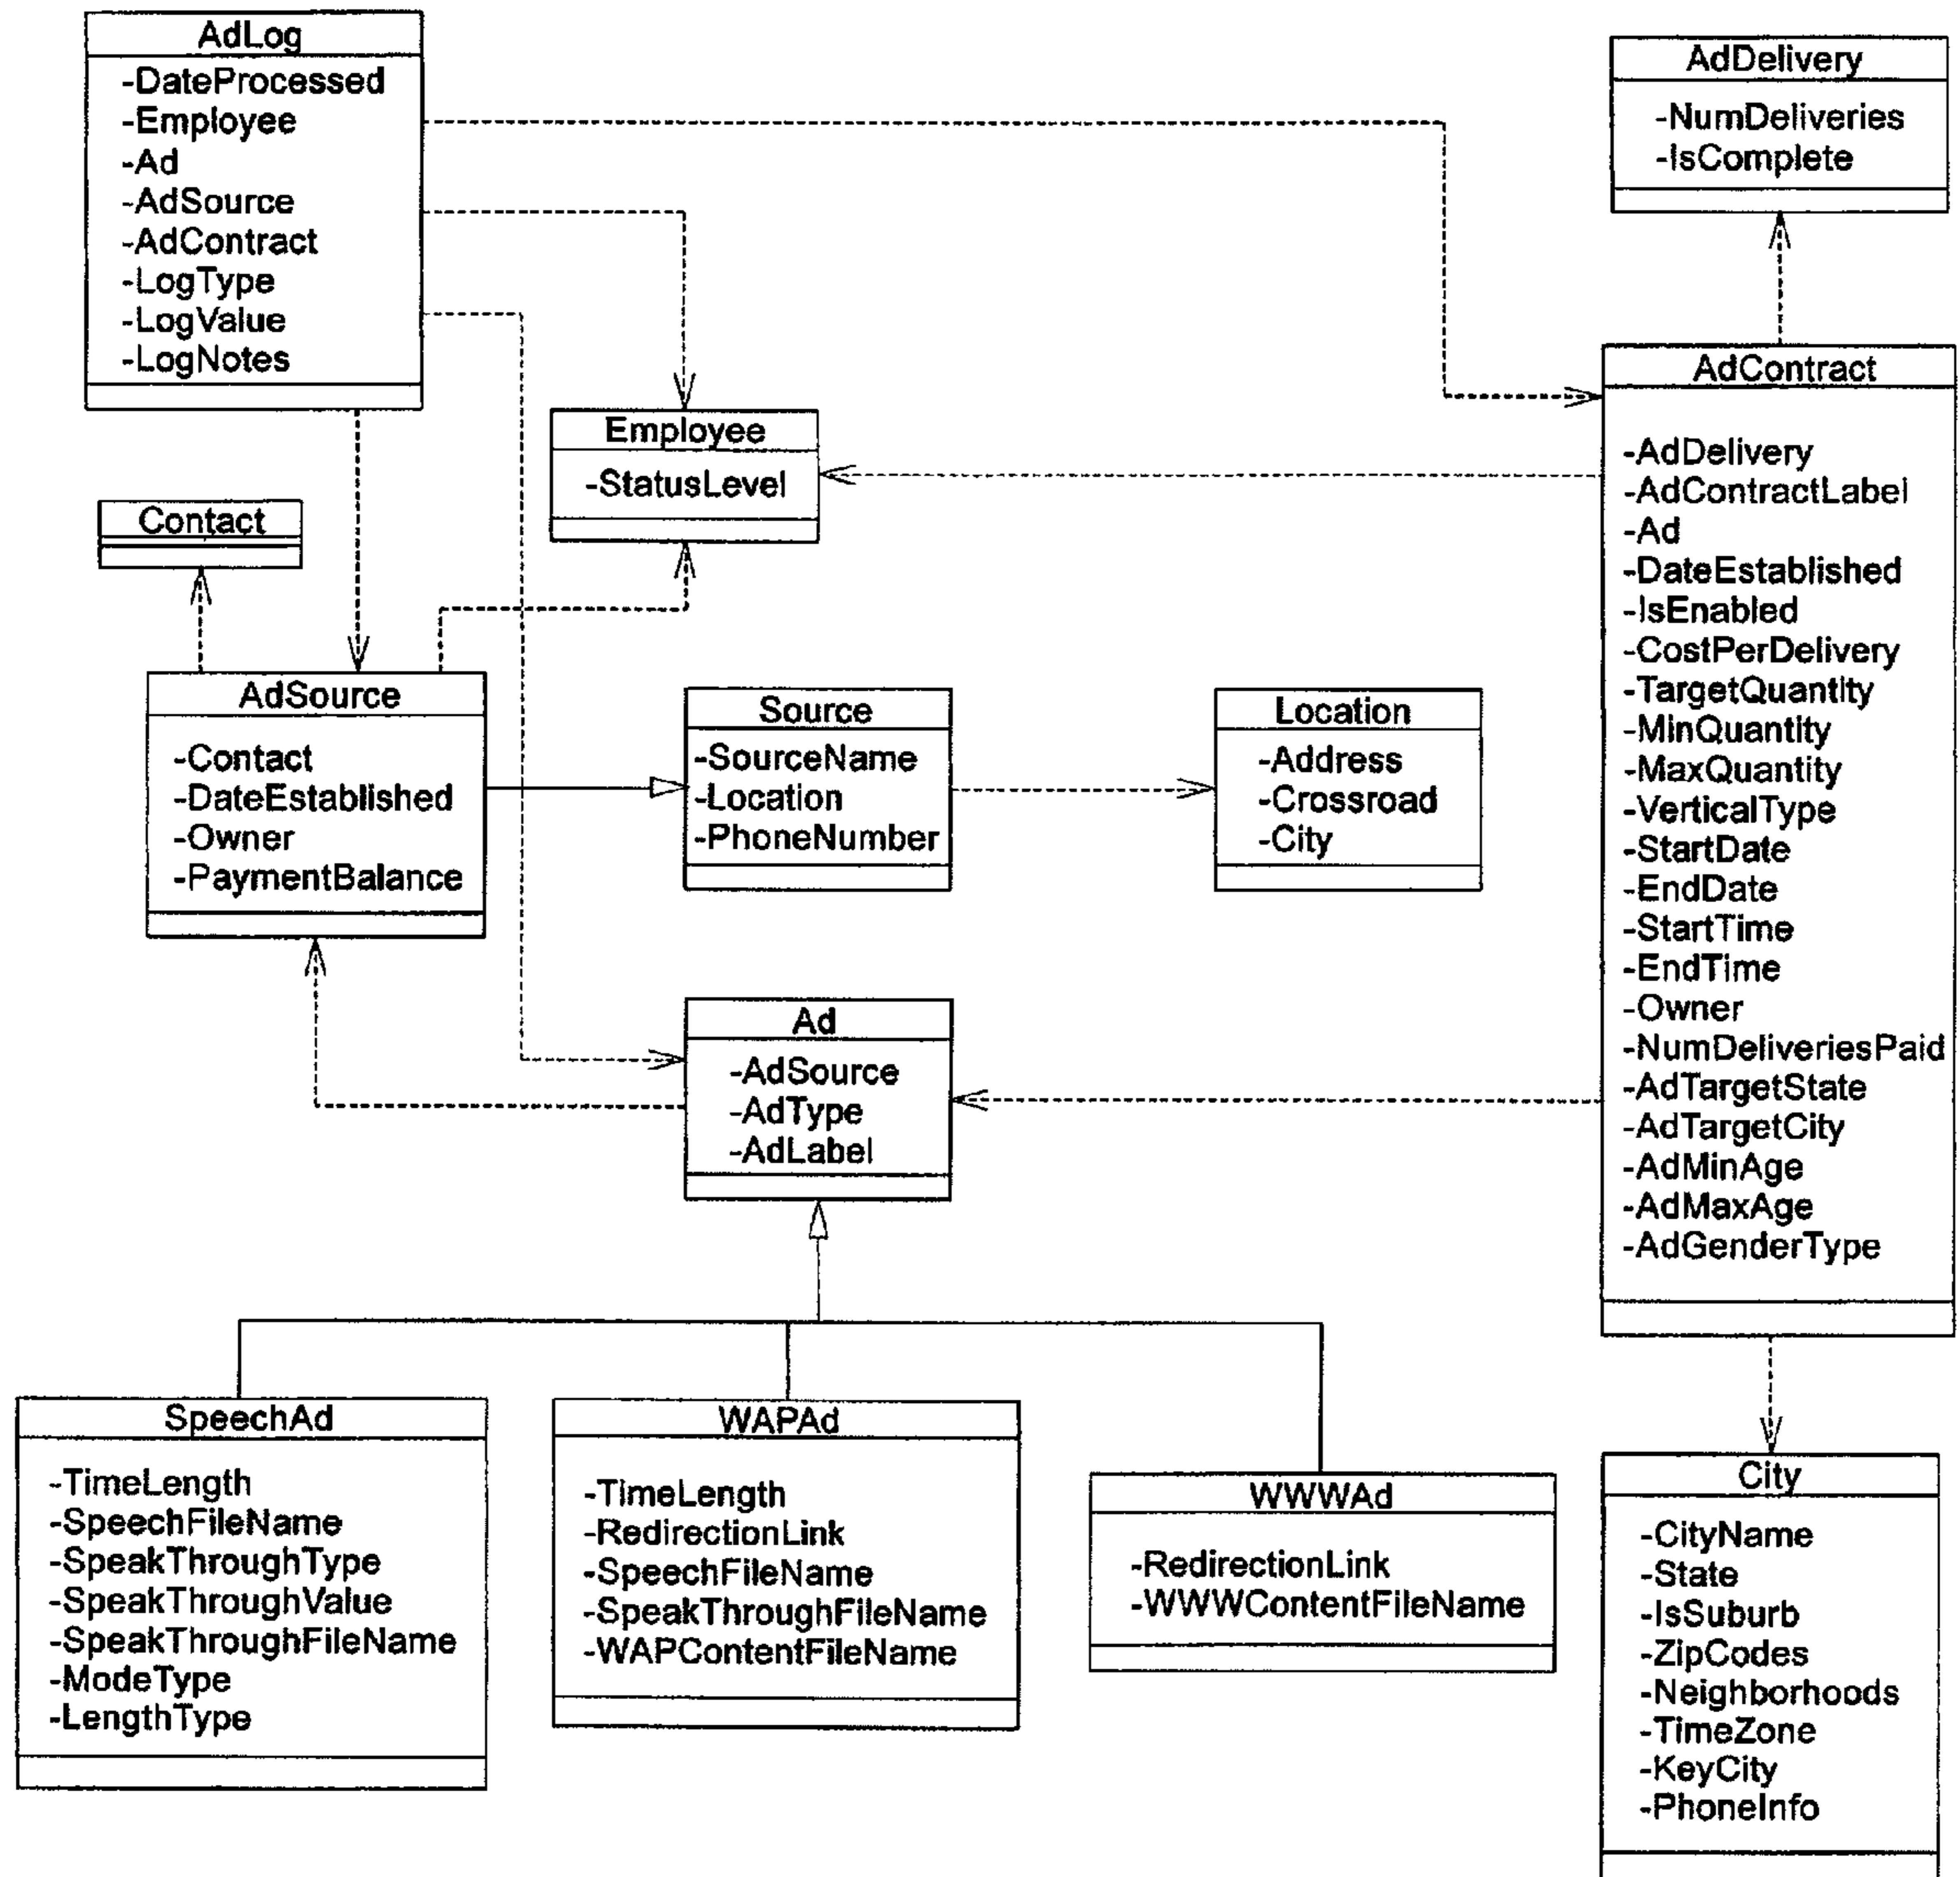 AdLog
-DateProcessed
-Employee
-Ad
-AdSource
-AdContract
-LogType
-LogValue
-LogNotes
AdDelivery
-NumDeliveries
-IsComplete
Employee
-StatusLevel
Contact
AdContract
-AdDelivery
-AdContractLabel
-Ad
-DateEstablished
-IsEnabled
-CostPerDelivery
-TargetQuantity
-MinQuantity
-MaxQuantity
-VerticalType
-StartDate
-EndDate
-StartTime
-EndTime
-Owner
-NumDeliveriesPaid
-AdTargetState
-AdTargetCity
-AdMinAge
-AdMaxAge
-AdGenderType
AdSource
-Contact
-DateEstablished
-Owner
-PaymentBalance
Source
-SourceName
-Location
-PhoneNumber
Location
-Address
-Crossroad
-City
Ad
-AdSource
-AdType
-AdLabel
SpeechAd
-TimeLength
-SpeechFileName
-SpeakThroughType
-SpeakThroughValue
-SpeakThroughFileName
-ModeType
-LengthType
WAPAd
-TimeLength
-RedirectionLink
-SpeechFileName
-SpeakThroughFileName
-WAPContentFileName
WWWAd
-RedirectionLink
-WWWContentFileName
City
-CityName
-State
-IsSuburb
-ZipCodes
-Neighborhoods
-TimeZone
-KeyCity
-PhoneInfo